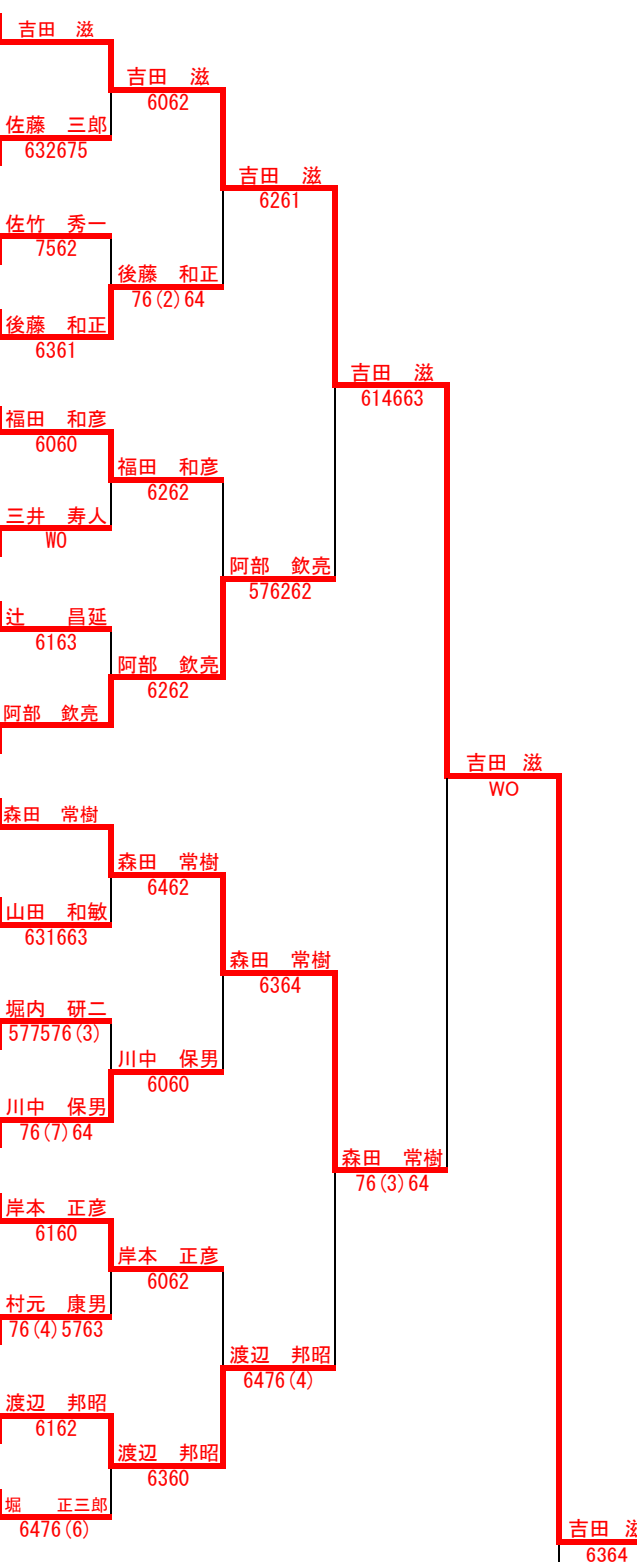 吉田　滋
吉田　滋
6062
佐藤　三郎
632675
吉田　滋
6261
佐竹　秀一
7562
後藤　和正
76(2)64
後藤　和正
6361
吉田　滋
614663
福田　和彦
6060
福田　和彦
6262
三井　寿人
WO
阿部　欽亮
576262
辻　　昌延
6163
阿部　欽亮
6262
阿部　欽亮
吉田　滋
WO
森田　常樹
森田　常樹
6462
山田　和敏
631663
森田　常樹
6364
堀内　研二
577576(3)
川中　保男
6060
川中　保男
76(7)64
森田　常樹
76(3)64
岸本　正彦
6160
岸本　正彦
6062
村元　康男
76(4)5763
渡辺　邦昭
6476(4)
渡辺　邦昭
6162
渡辺　邦昭
6360
堀　　正三郎
6476(6)
吉田　滋
6364